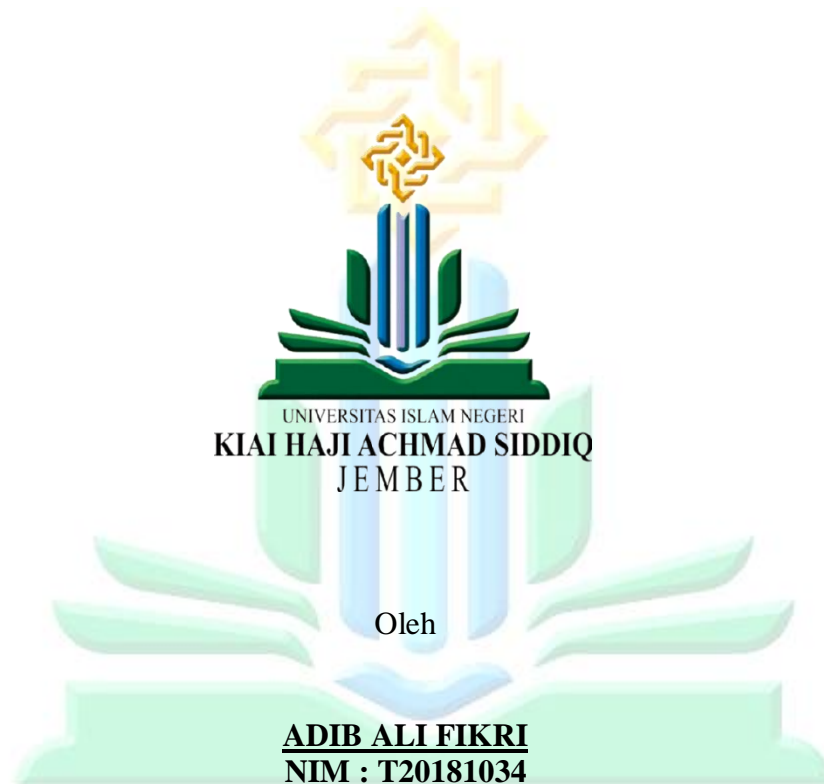 UNIVERSITAS ISLAM NEGERI
KIAI HAJI ACHMAD SIDDIQ
JEMBER
Oleh
ADIB ALI FIKRI
NIM : T20181034